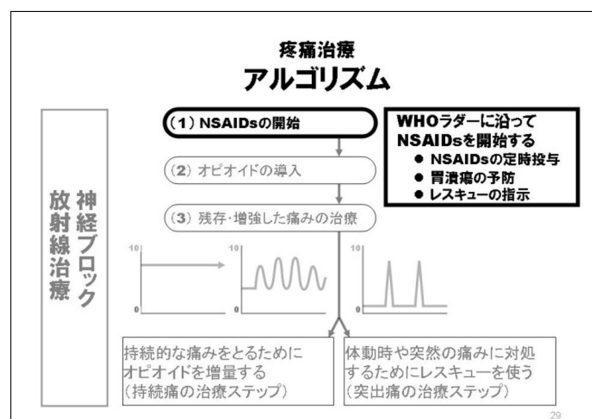 疼痛治療
アルゴリズム
(1) NSAIDsの開始
WHOラダーに沿って
NSAIDsを開始する
● NSAIDsの定時投与
● 胃潰瘍の予防
● レスキューの指示
(2) オピオイドの導入
(3) 残存・増強した痛みの治療
神経ブロック
放射線治療
10
0
10
0
10
0
持続的な痛みをとるために
オピオイドを増量する
(持続痛の治療ステップ)
体動時や突然の痛みに対処
するためにレスキューを使う
(突出痛の治療ステップ)
29